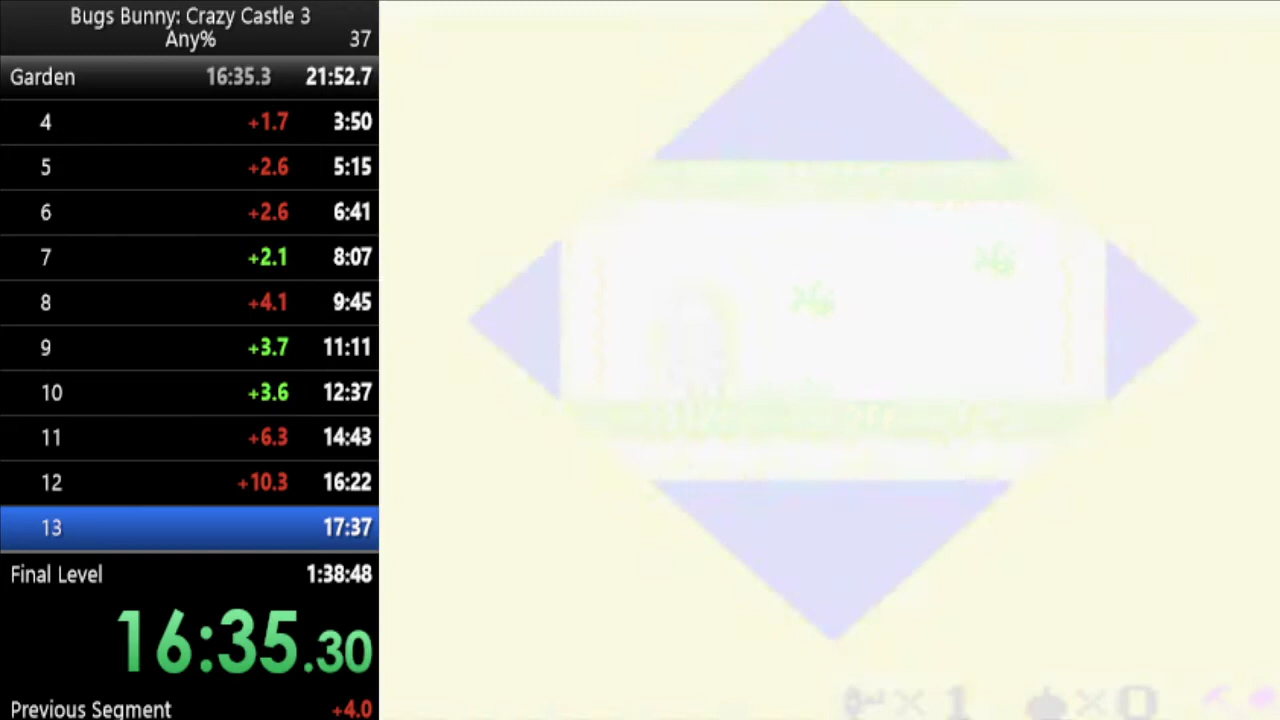 Bugs Bunny: Crazy Castle 3
Any% 37
Garden 16:35.3 21:52.7
4 +1.7 3:50
5 +2.6 5:15
6 +2.6 6:41
7 +2.1 8:07
8 +4.1 9:45
9 +3.7 11:11
10 +3.6 12:37
11 +6.3 14:43
12 +10.3 16:22
13 17:37
Final Level 1:38:48
16:35.30
Previous Segment +4.0
×1 ×0